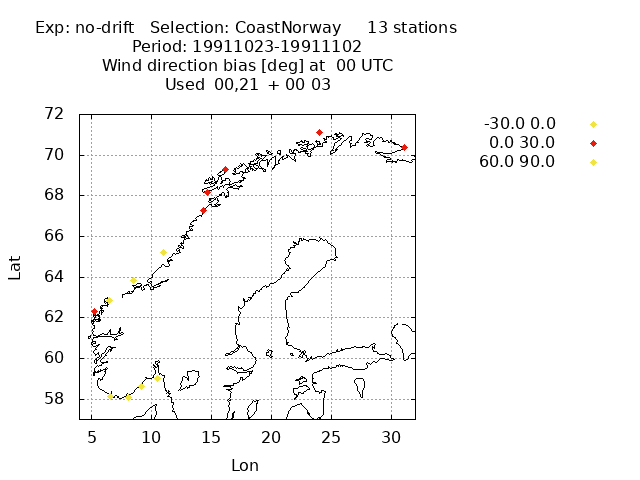 Exp: no-drift   Selection: CoastNorway     13 stations
Period: 19911023-19911102
Wind direction bias [deg] at  00 UTC
Used  00,21  + 00 03
-30.0 0.0
0.0 30.0
60.0 90.0
72
70
68
66
64
62
60
58
Lat
5 10 15 20 25 30
Lon